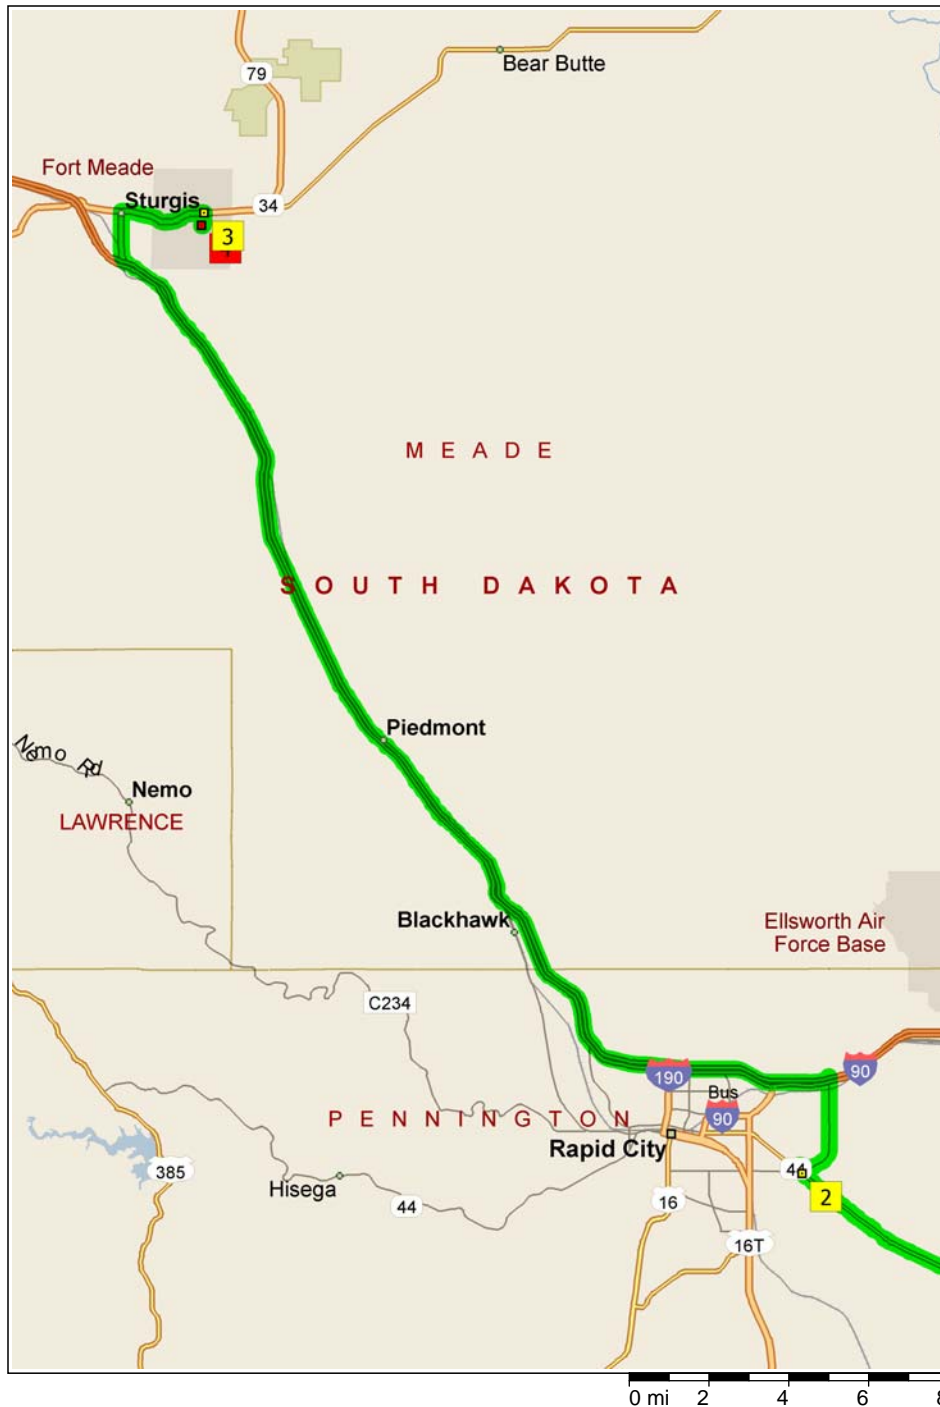 Bear Butte
79
Fort Meade
Sturgis
34
3
MEADE
SOUTH DAKOTA
Piedmont
Nemo Rd
Nemo
LAWRENCE
Blackhawk
Ellsworth Air
Force Base
C234
190
90
Bus
90
PENNINGTON
Rapid City
44
385
Hisega
44
2
16
16T
0 mi 2 4 6 8